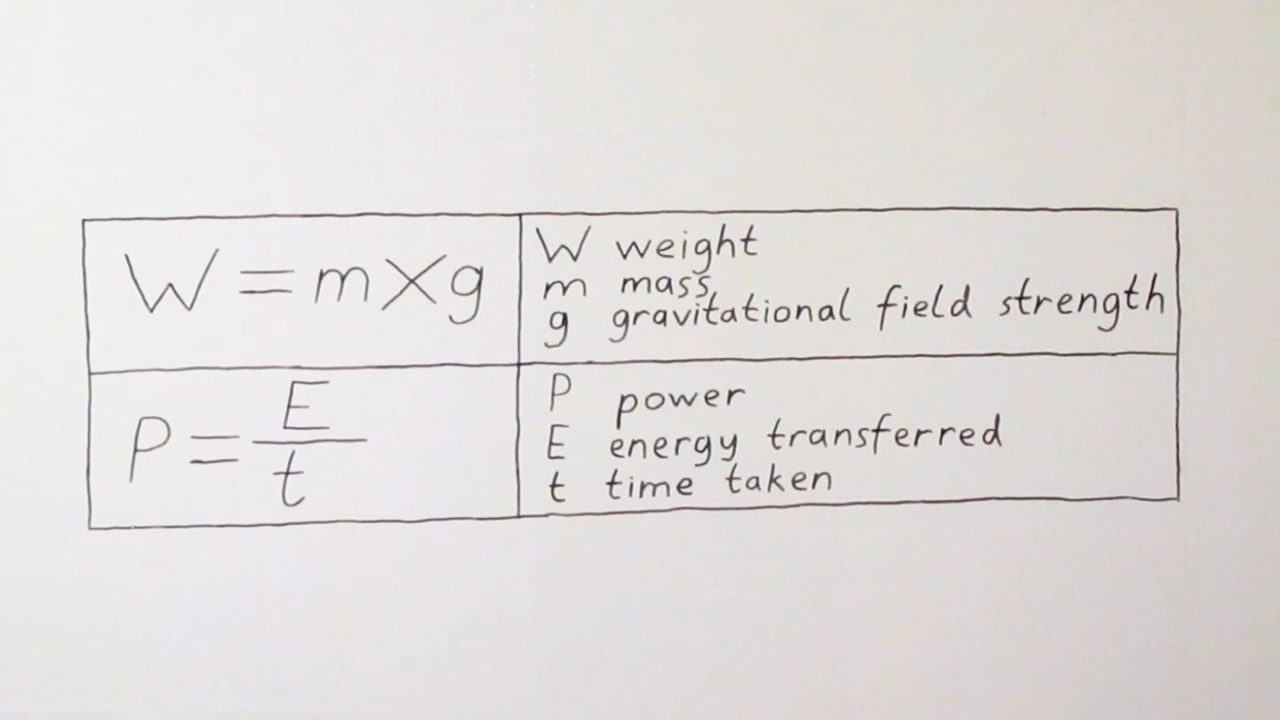 W = m × g
W weight
m mass
g gravitational field strength
P = E/t
P power
E energy transferred
t time taken